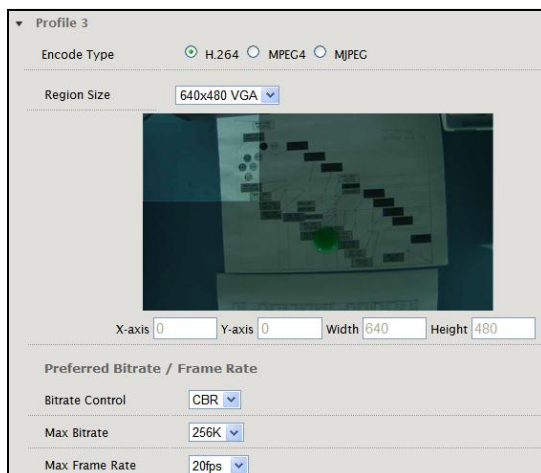 Profile 3
Encode Type H.264 MPEG4 MJPEG
Region Size 640x480 VGA
X-axis 0 Y-axis 0 Width 640 Height 480
Preferred Bitrate / Frame Rate
Bitrate Control CBR
Max Bitrate 256K
Max Frame Rate 20fps